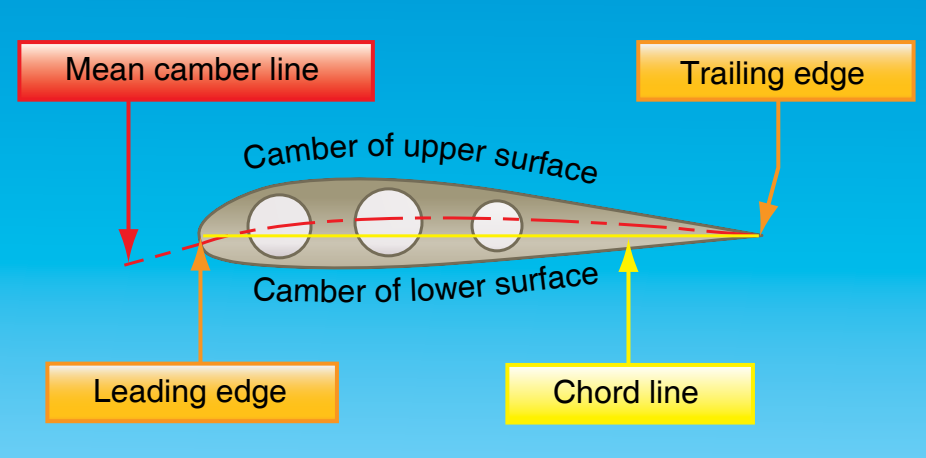 Mean camber line
Trailing edge
Camber of upper surface
Camber of lower surface
Leading edge
Chord line